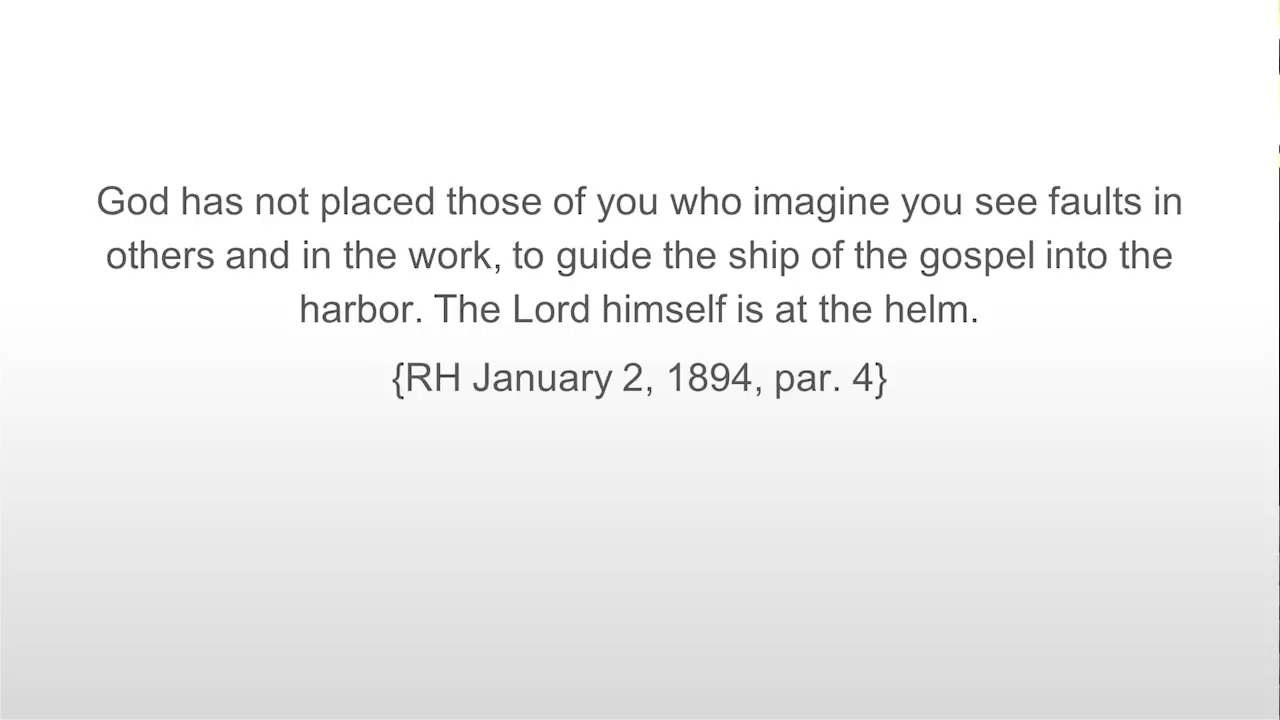 God has not placed those of you who imagine you see faults in
others and in the work, to guide the ship of the gospel into the
harbor. The Lord himself is at the helm.
{RH January 2, 1894, par. 4}